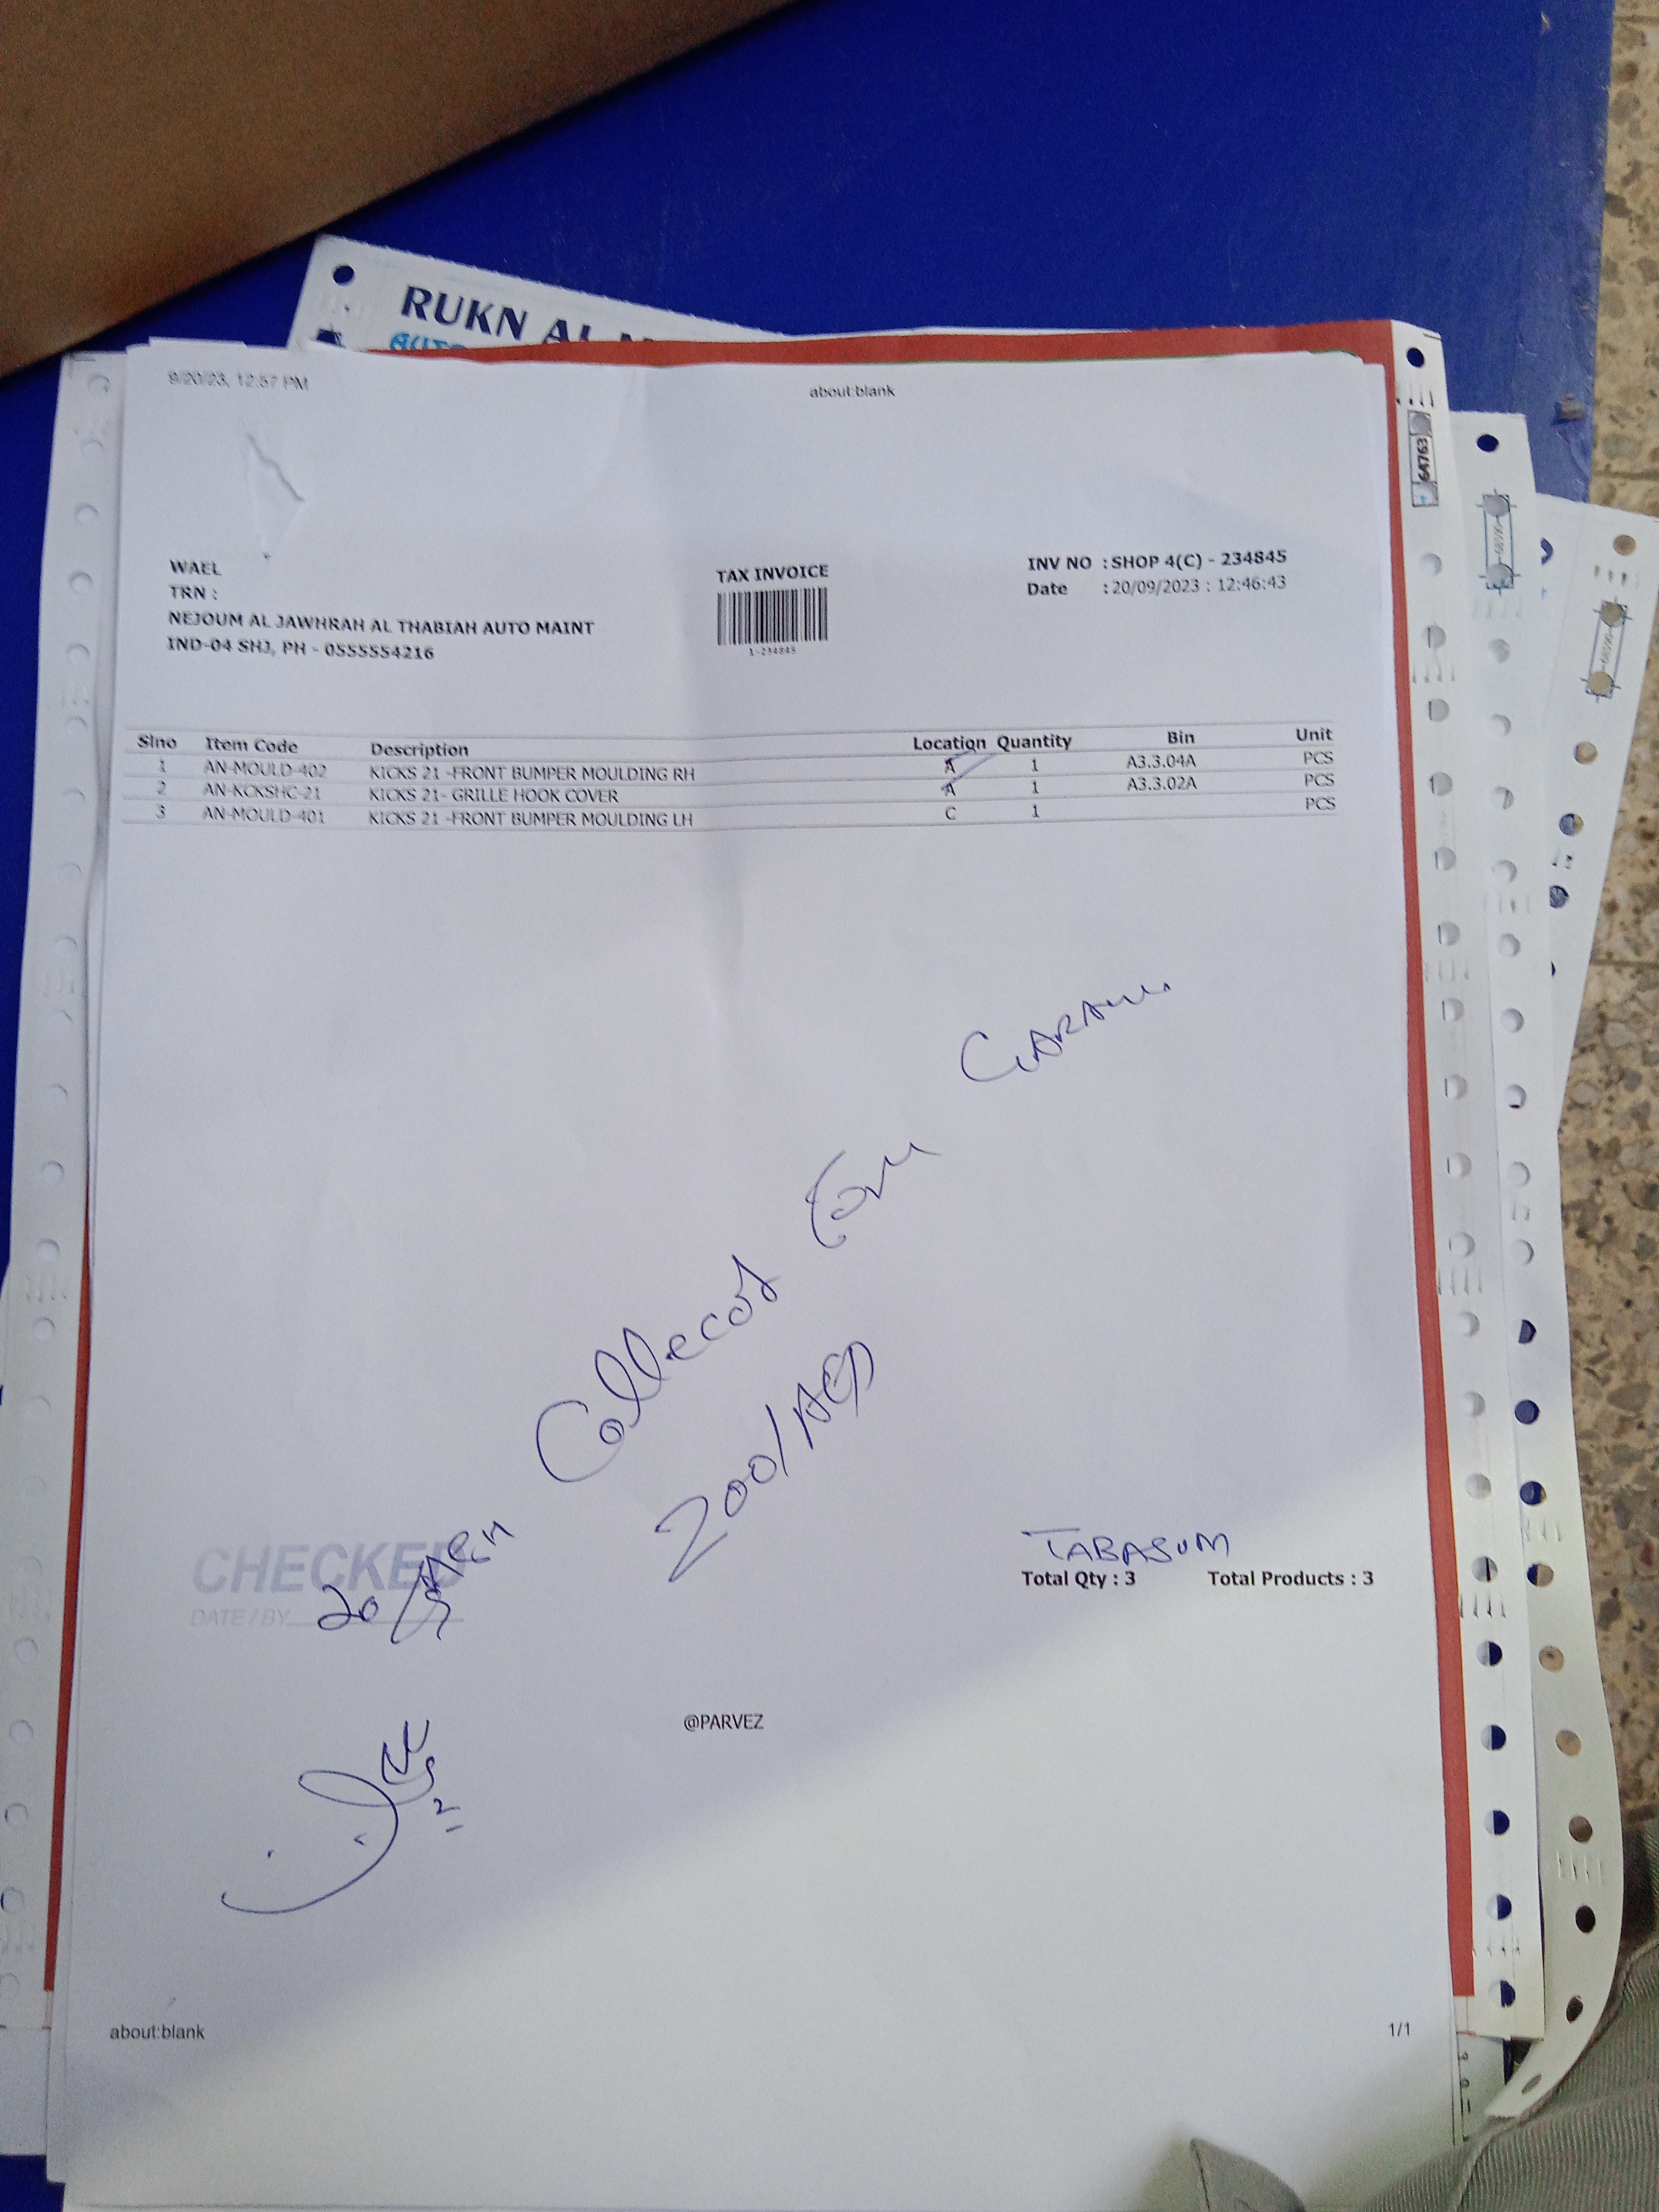 RUKN AL
AUTO
9/20/23, 12:57 PM
about:blank
64763
WAEL
TRN :
NEJOUM AL JAWHRAH AL THABIAH AUTO MAINT
IND-04 SHJ, PH - 0555554216
TAX INVOICE
1-234845
INV NO : SHOP 4(C) - 234845
Date : 20/09/2023 : 12:46:43
Slno Item Code Description Location Quantity Bin Unit
1 AN-MOULD-402 KICKS 21 -FRONT BUMPER MOULDING RH A 1 A3.3.04A PCS
2 AN-KCKSHC-21 KICKS 21- GRILLE HOOK COVER A 1 A3.3.02A PCS
3 AN-MOULD-401 KICKS 21 -FRONT BUMPER MOULDING LH C 1 PCS
200/AED
TABASUM
CHECKED
DATE / BY
20/9
Total Qty : 3 Total Products : 3
@PARVEZ
about:blank
1/1